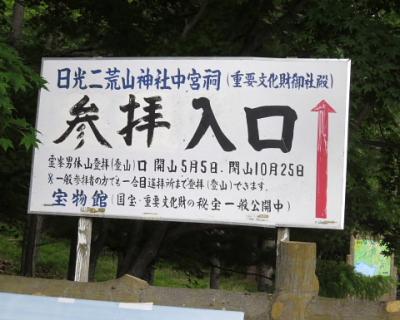 日光二荒山神社中宮祠（重要文化財御社殿）
参拝入口
霊峯男体山登拝(登山)口 開山5月5日.閉山10月25日
※一般参拝者の方でも一合目遥拝所まで登拝(登山)できます.
宝物館（国宝・重要文化財の秘宝一般公開中）